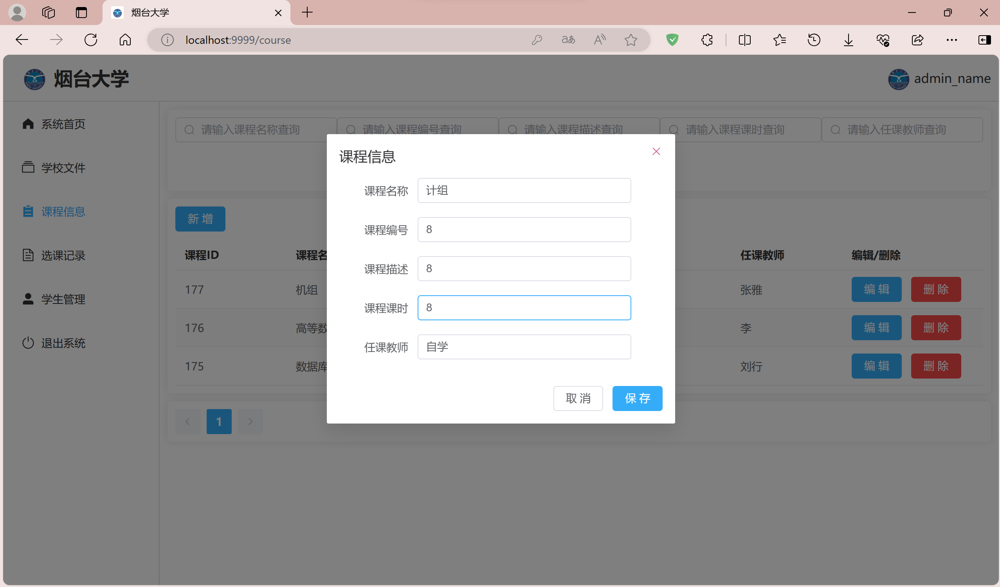 烟台大学
localhost:9999/course
烟台大学
admin_name
系统首页
学校文件
课程信息
选课记录
学生管理
退出系统
请输入课程名称查询 请输入课程编号查询 请输入课程描述查询 请输入课程课时查询 请输入任课教师查询
新增
课程ID 课程名 任课教师 编辑/删除
177 机组 张雅 编辑 删除
176 高等数 李 编辑 删除
175 数据库 刘行 编辑 删除
1
课程信息
课程名称 计组
课程编号 8
课程描述 8
课程课时 8
任课教师 自学
取消 保存